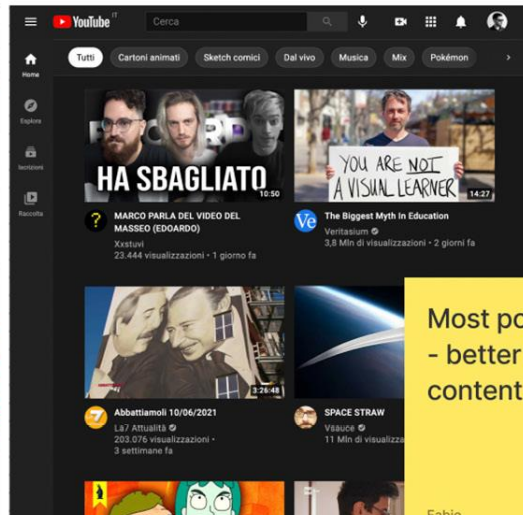 YouTube IT
Cerca
Tutti
Cartoni animati
Sketch comici
Dal vivo
Musica
Mix
Pokémon
Home
Esplora
Iscrizioni
Raccolta
HA SBAGLIATO
10:50
YOU ARE NOT
A VISUAL LEARNER
14:27
?
MARCO PARLA DEL VIDEO DEL
MASSEO (EDOARDO)
Xxstuvi
23.444 visualizzazioni • 1 giorno fa
Ve
The Biggest Myth In Education
Veritasium
3,8 Mln di visualizzazioni • 2 giorni fa
3:26:48
Abbattiamoli 10/06/2021
La7 Attualità
203.076 visualizzazioni •
3 settimane fa
SPACE STRAW
Vsauce
11 Mln di visualizza
Most po
- better
content
Fabio